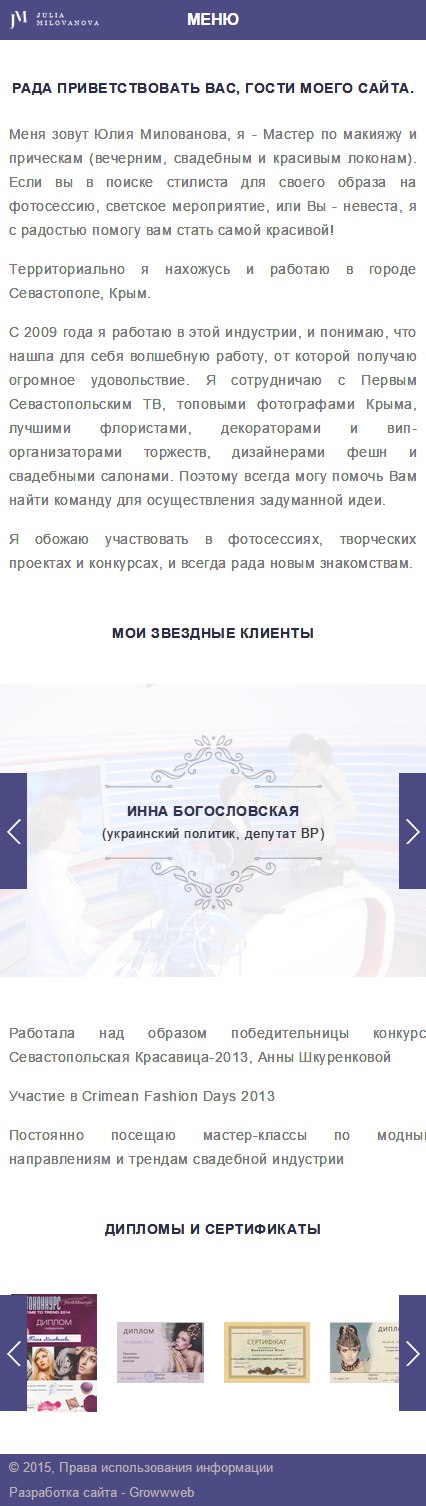 JULIA
MILOVANOVA
МЕНЮ
РАДА ПРИВЕТСТВОВАТЬ ВАС, ГОСТИ МОЕГО САЙТА.
Меня зовут Юлия Милованова, я - Мастер по макияжу и
прическам (вечерним, свадебным и красивым локонам).
Если вы в поиске стилиста для своего образа на
фотосессию, светское мероприятие, или Вы - невеста, я
с радостью помогу вам стать самой красивой!
Территориально я нахожусь и работаю в городе
Севастополе, Крым.
С 2009 года я работаю в этой индустрии, и понимаю, что
нашла для себя волшебную работу, от которой получаю
огромное удовольствие. Я сотрудничаю с Первым
Севастопольским ТВ, топовыми фотографами Крыма,
лучшими флористами, декораторами и вип-
организаторами торжеств, дизайнерами фешн и
свадебными салонами. Поэтому всегда могу помочь Вам
найти команду для осуществления задуманной идеи.
Я обожаю участвовать в фотосессиях, творческих
проектах и конкурсах, и всегда рада новым знакомствам.
МОИ ЗВЕЗДНЫЕ КЛИЕНТЫ
ИННА БОГОСЛОВСКАЯ
(украинский политик, депутат ВР)
Работала над образом победительницы конкурс
Севастопольская Красавица-2013, Анны Шкуренковой
Участие в Crimean Fashion Days 2013
Постоянно посещаю мастер-классы по модны
направлениям и трендам свадебной индустрии
ДИПЛОМЫ И СЕРТИФИКАТЫ
ДИПЛОМ
ДИПЛОМ
СЕРТИФІКАТ
ДИПЛ
© 2015, Права использования информации
Разработка сайта - Growwweb